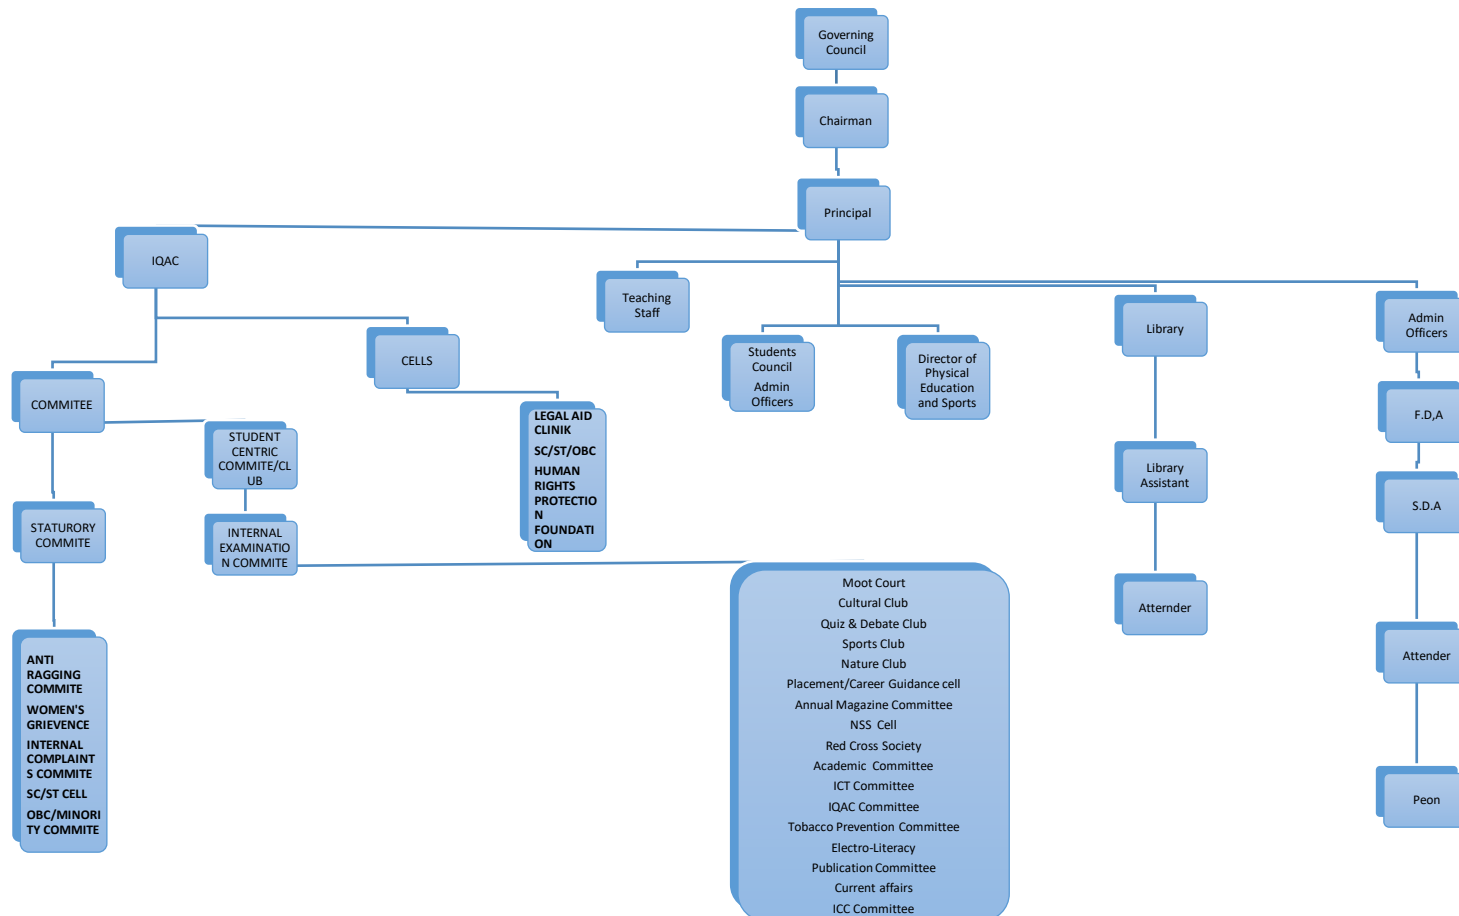 Governing
Council
Chairman
Principal
IQAC
Teaching
Staff
Library
Admin
Officers
CELLS
Students
Council
Admin
Officers
Director of
Physical
Education
and Sports
COMMITEE
F.D,A
LEGAL AID
CLINIK
SC/ST/OBC
HUMAN
RIGHTS
PROTECTIO
N
FOUNDATI
ON
STUDENT
CENTRIC
COMMITE/CL
UB
Library
Assistant
S.D.A
STATURORY
COMMITE
INTERNAL
EXAMINATIO
N COMMITE
Atternder
Attender
Peon
ANTI
RAGGING
COMMITE
WOMEN'S
GRIEVENCE
INTERNAL
COMPLAINT
S COMMITE
SC/ST CELL
OBC/MINORI
TY COMMITE
Moot Court
Cultural Club
Quiz & Debate Club
Sports Club
Nature Club
Placement/Career Guidance cell
Annual Magazine Committee
NSS Cell
Red Cross Society
Academic Committee
ICT Committee
IQAC Committee
Tobacco Prevention Committee
Electro-Literacy
Publication Committee
Current affairs
ICC Committee